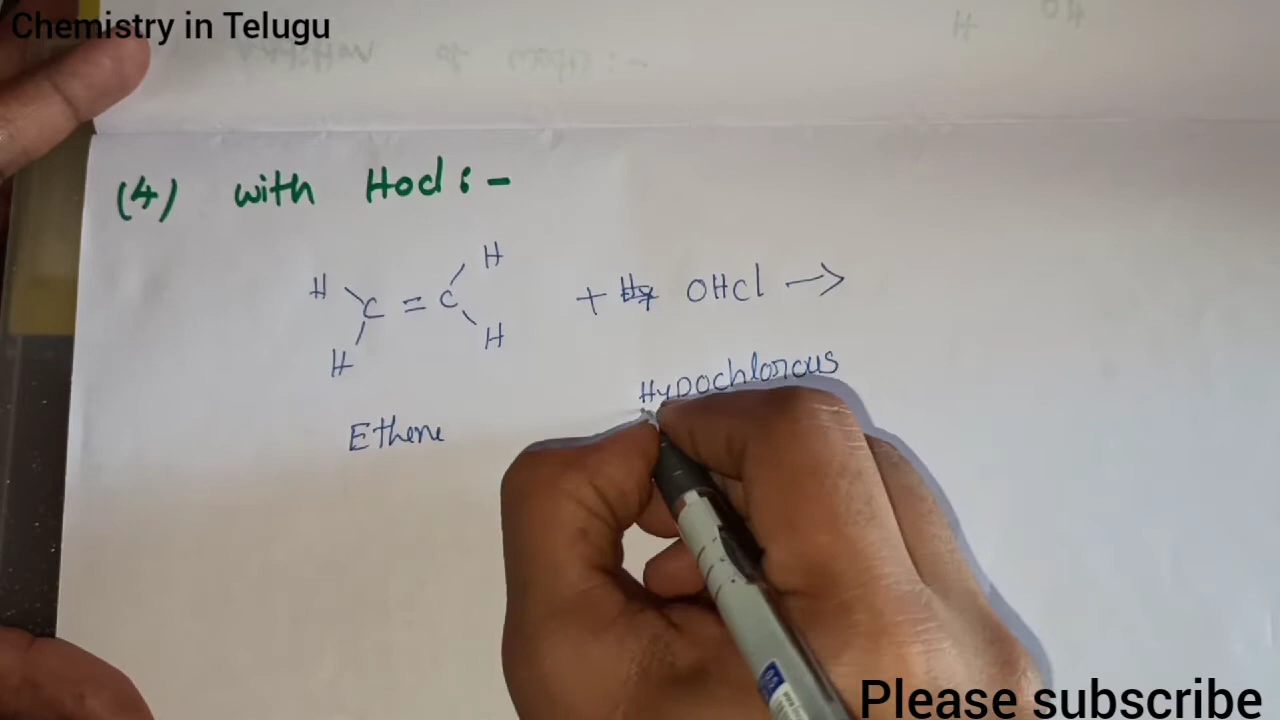 Chemistry in Telugu
(4) with Hocl :-
H H
C = C + OHCl →
H H
Hypochlorous
Ethene
Please subscribe